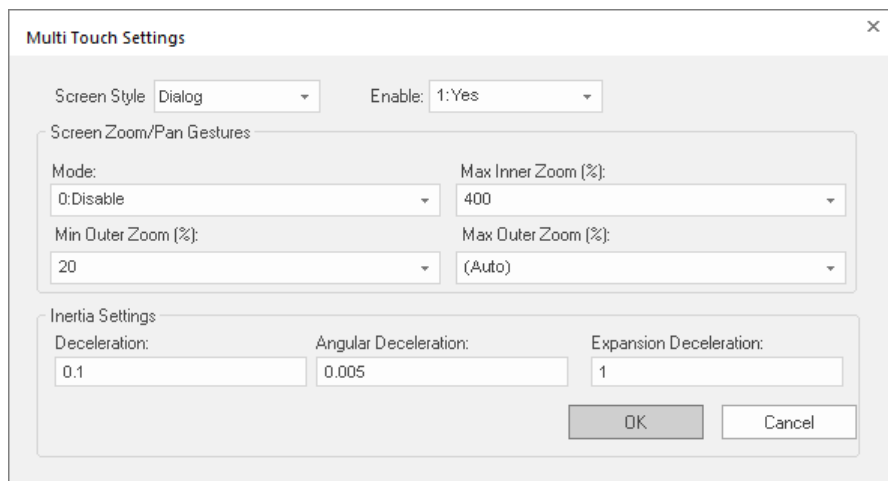 Multi Touch Settings
Screen Style Dialog Enable: 1:Yes
Screen Zoom/Pan Gestures
Mode: Max Inner Zoom (%):
0:Disable 400
Min Outer Zoom (%): Max Outer Zoom (%):
20 (Auto)
Inertia Settings
Deceleration: Angular Deceleration: Expansion Deceleration:
0.1 0.005 1
OK Cancel